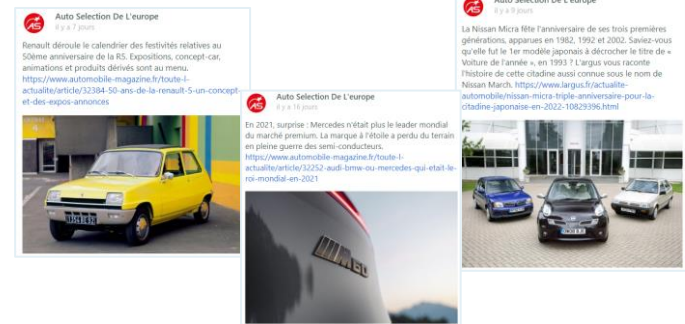 Auto Selection De L'europe
il y a 7 jours
Renault déroule le calendrier des festivités relatives au
50ème anniversaire de la R5. Expositions, concept-car,
animations et produits dérivés sont au menu.
https://www.automobile-magazine.fr/toute-l-
actualite/article/32384-50-ans-de-la-renault-5-un-concept-
et-des-expos-annonces
Auto Selection De L'europe
il y a 16 jours
En 2021, surprise : Mercedes n'était plus le leader mondial
du marché premium. La marque à l'étoile a perdu du terrain
en pleine guerre des semi-conducteurs.
https://www.automobile-magazine.fr/toute-l-
actualite/article/32252-audi-bmw-ou-mercedes-qui-etait-le-
roi-mondial-en-2021
M60
Auto Selection De L'europe
il y a 9 jours
La Nissan Micra fête l'anniversaire de ses trois premières
générations, apparues en 1982, 1992 et 2002. Saviez-vous
qu'elle fut le 1er modèle japonais à décrocher le titre de «
Voiture de l'année », en 1993 ? L'argus vous raconte
l'histoire de cette citadine aussi connue sous le nom de
Nissan March. https://www.largus.fr/actualite-
automobile/nissan-micra-triple-anniversaire-pour-la-
citadine-japonaise-en-2022-10829396.html